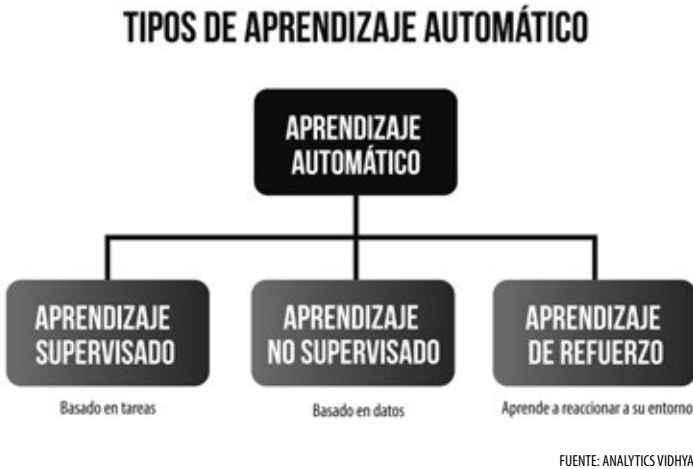 TIPOS DE APRENDIZAJE AUTOMÁTICO
APRENDIZAJE
AUTOMÁTICO
APRENDIZAJE
SUPERVISADO
APRENDIZAJE
NO SUPERVISADO
APRENDIZAJE
DE REFUERZO
Basado en tareas
Basado en datos
Aprende a reaccionar a su entorno
FUENTE: ANALYTICS VIDHYA